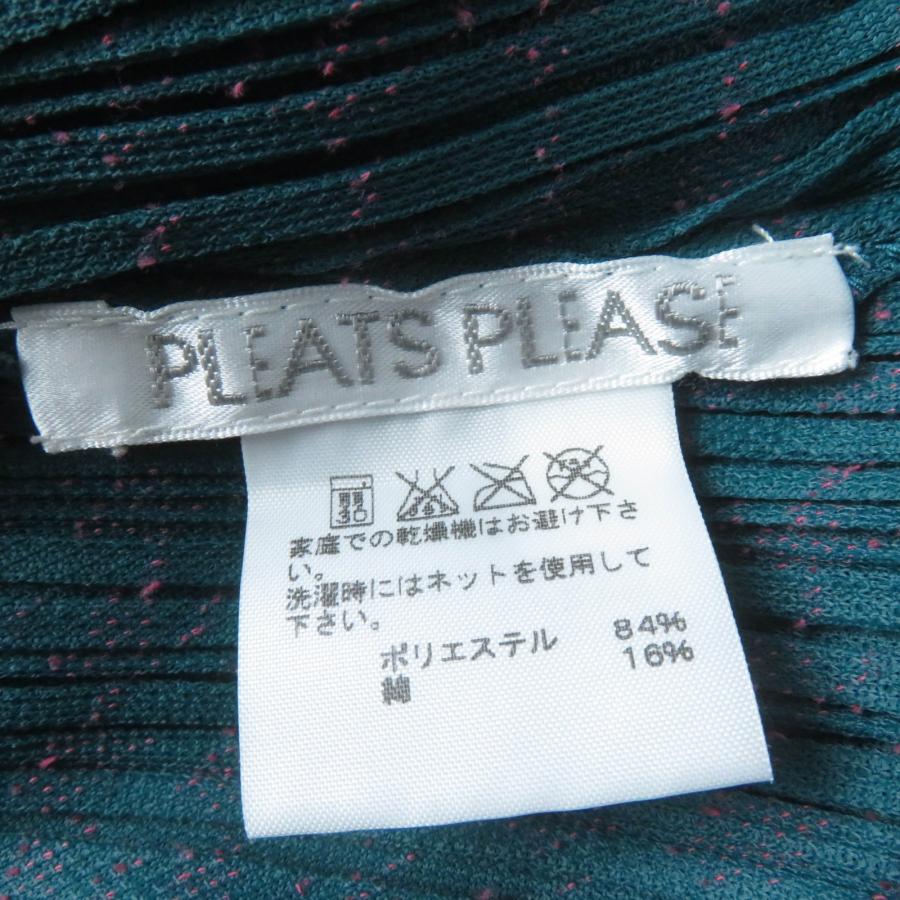 PLEATS PLEASE
弱 30
家庭での乾燥機はお避け下さ
い。
洗濯時にはネットを使用して
下さい。
ポリエステル 84%
綿 16%